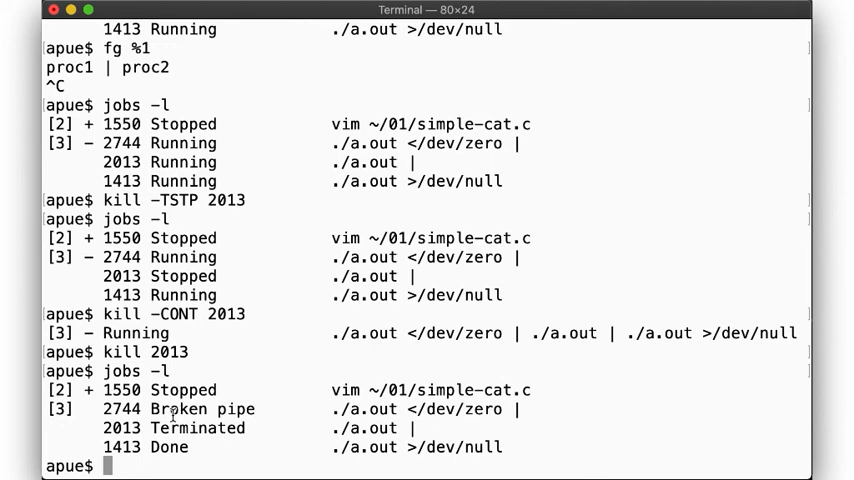 Terminal — 80×24
1413 Running ./a.out >/dev/null
[apue$ fg %1 ]
proc1 | proc2
^C
[apue$ jobs -l ]
[2] + 1550 Stopped vim ~/01/simple-cat.c
[3] - 2744 Running ./a.out </dev/zero |
2013 Running ./a.out |
1413 Running ./a.out >/dev/null
[apue$ kill -TSTP 2013 ]
[apue$ jobs -l ]
[2] + 1550 Stopped vim ~/01/simple-cat.c
[3] - 2744 Running ./a.out </dev/zero |
2013 Stopped ./a.out |
1413 Running ./a.out >/dev/null
[apue$ kill -CONT 2013 ]
[3] - Running ./a.out </dev/zero | ./a.out | ./a.out >/dev/null
[apue$ kill 2013 ]
[apue$ jobs -l ]
[2] + 1550 Stopped vim ~/01/simple-cat.c
[3] 2744 Broken pipe ./a.out </dev/zero |
2013 Terminated ./a.out |
1413 Done ./a.out >/dev/null
apue$